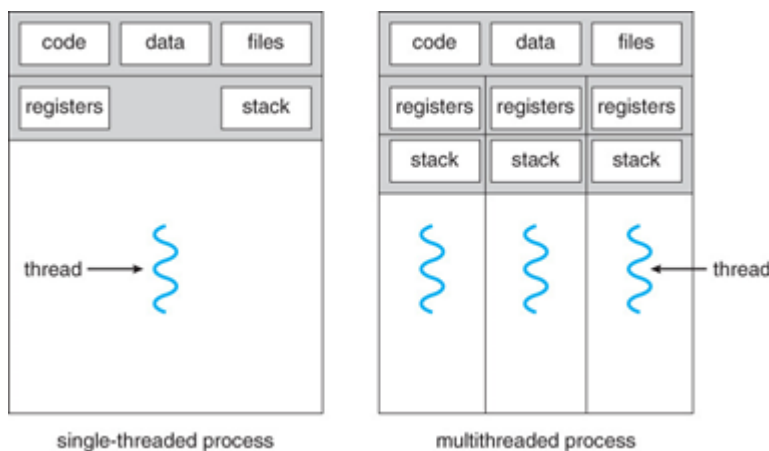 code data files
registers stack
thread
single-threaded process
code data files
registers registers registers
stack stack stack
thread
multithreaded process